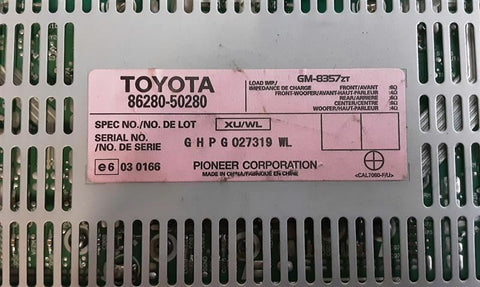 TOYOTA
86280-50280
LOAD IMP./
IMPEDANCE DE CHARGE
GM-8357ZT
FRONT/AVANT
FRONT-WOOFER/AVANT-HAUT-PARLEUR
REAR/ARRIERE
CENTER/CENTRE
WOOFER/HAUT-PARLEUR
SPEC NO./NO. DE LOT XU/WL
SERIAL NO.
/NO. DE SERIE
G H P G 027319 WL
e6 03 0166
PIONEER CORPORATION
MADE IN CHINA/FABRIQUE EN CHINE
<CAL7060-F/U>